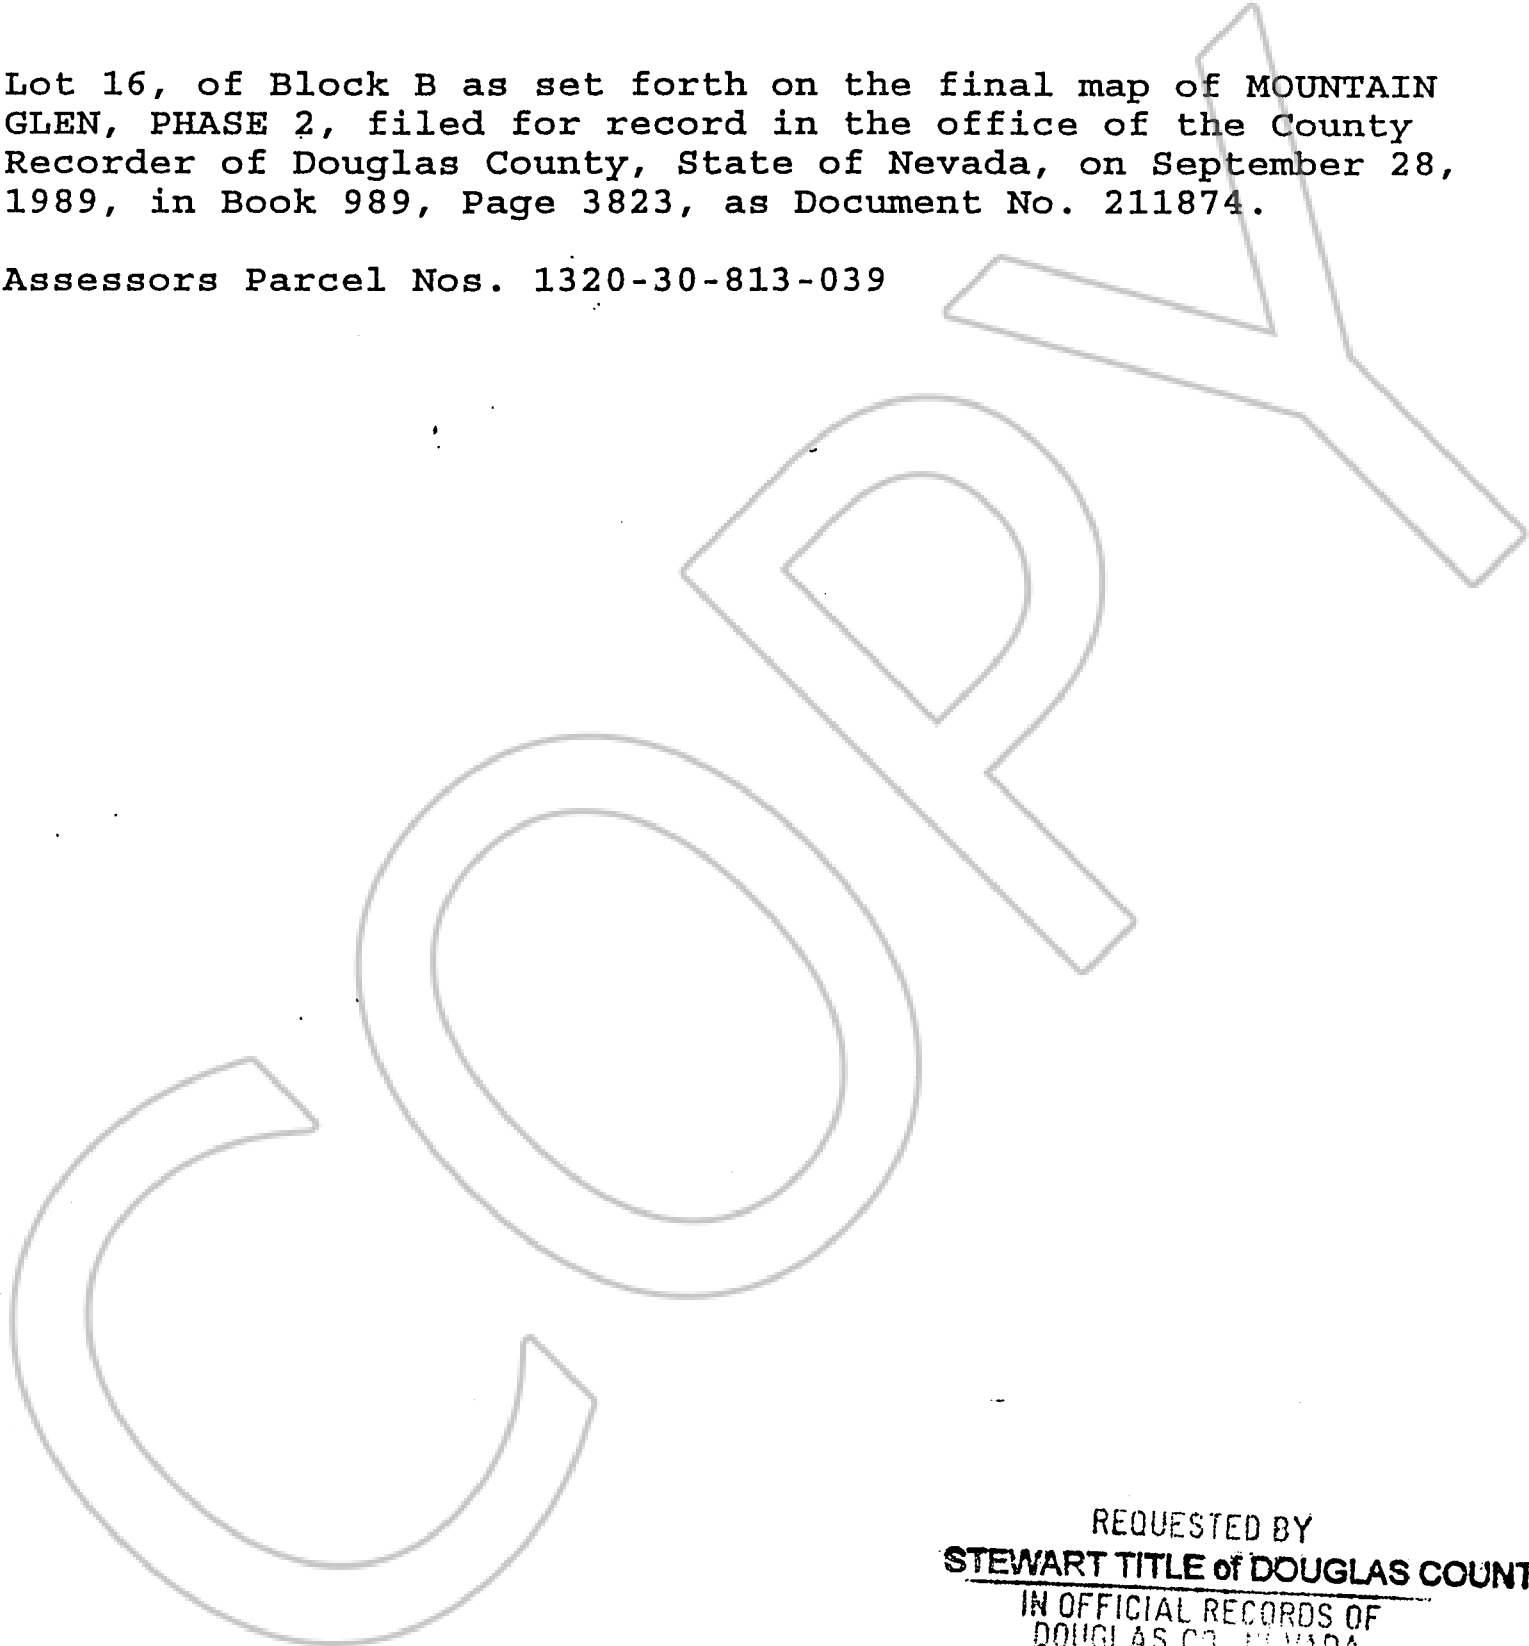 Lot 16, of Block B as set forth on the final map of MOUNTAIN
GLEN, PHASE 2, filed for record in the office of the County
Recorder of Douglas County, State of Nevada, on September 28,
1989, in Book 989, Page 3823, as Document No. 211874.
Assessors Parcel Nos. 1320-30-813-039
COPY
REQUESTED BY
STEWART TITLE of DOUGLAS COUNT
IN OFFICIAL RECORDS OF
DOUGLAS CO. NEVADA